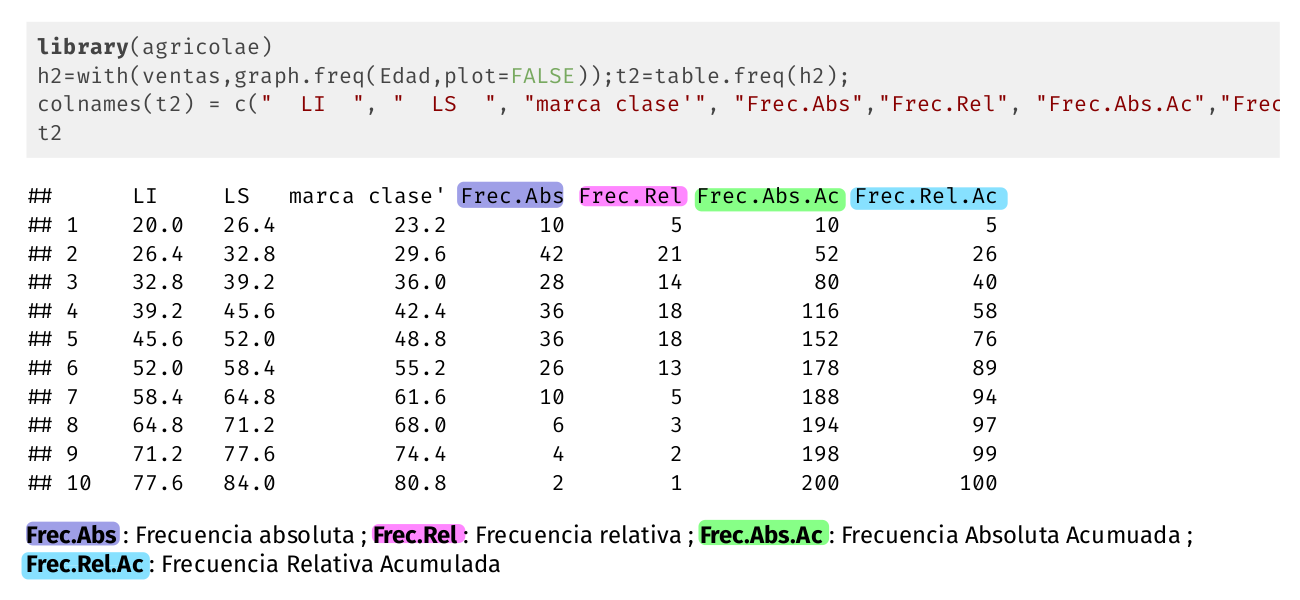 library(agricolae)
h2=with(ventas,graph.freq(Edad,plot=FALSE));t2=table.freq(h2);
colnames(t2) = c("  LI  ", "  LS  ", "marca clase'", "Frec.Abs","Frec.Rel", "Frec.Abs.Ac","Frec
t2
##      LI   LS   marca clase' Frec.Abs Frec.Rel Frec.Abs.Ac Frec.Rel.Ac
## 1    20.0   26.4         23.2       10        5          10           5
## 2    26.4   32.8         29.6       42       21          52          26
## 3    32.8   39.2         36.0       28       14          80          40
## 4    39.2   45.6         42.4       36       18         116          58
## 5    45.6   52.0         48.8       36       18         152          76
## 6    52.0   58.4         55.2       26       13         178          89
## 7    58.4   64.8         61.6       10        5         188          94
## 8    64.8   71.2         68.0        6        3         194          97
## 9    71.2   77.6         74.4        4        2         198          99
## 10   77.6   84.0         80.8        2        1         200         100
Frec.Abs : Frecuencia absoluta ; Frec.Rel : Frecuencia relativa ; Frec.Abs.Ac : Frecuencia Absoluta Acumuada ;
Frec.Rel.Ac : Frecuencia Relativa Acumulada